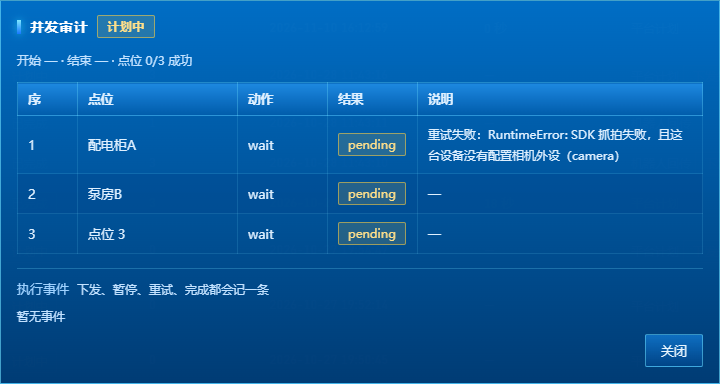 并发审计 计划中
开始 — · 结束 — · 点位 0/3 成功
序 点位 动作 结果 说明
1 配电柜A wait pending 重试失败：RuntimeError: SDK 抓拍失败，且这
台设备没有配置相机外设（camera）
2 泵房B wait pending —
3 点位 3 wait pending —
执行事件 下发、暂停、重试、完成都会记一条
暂无事件
关闭